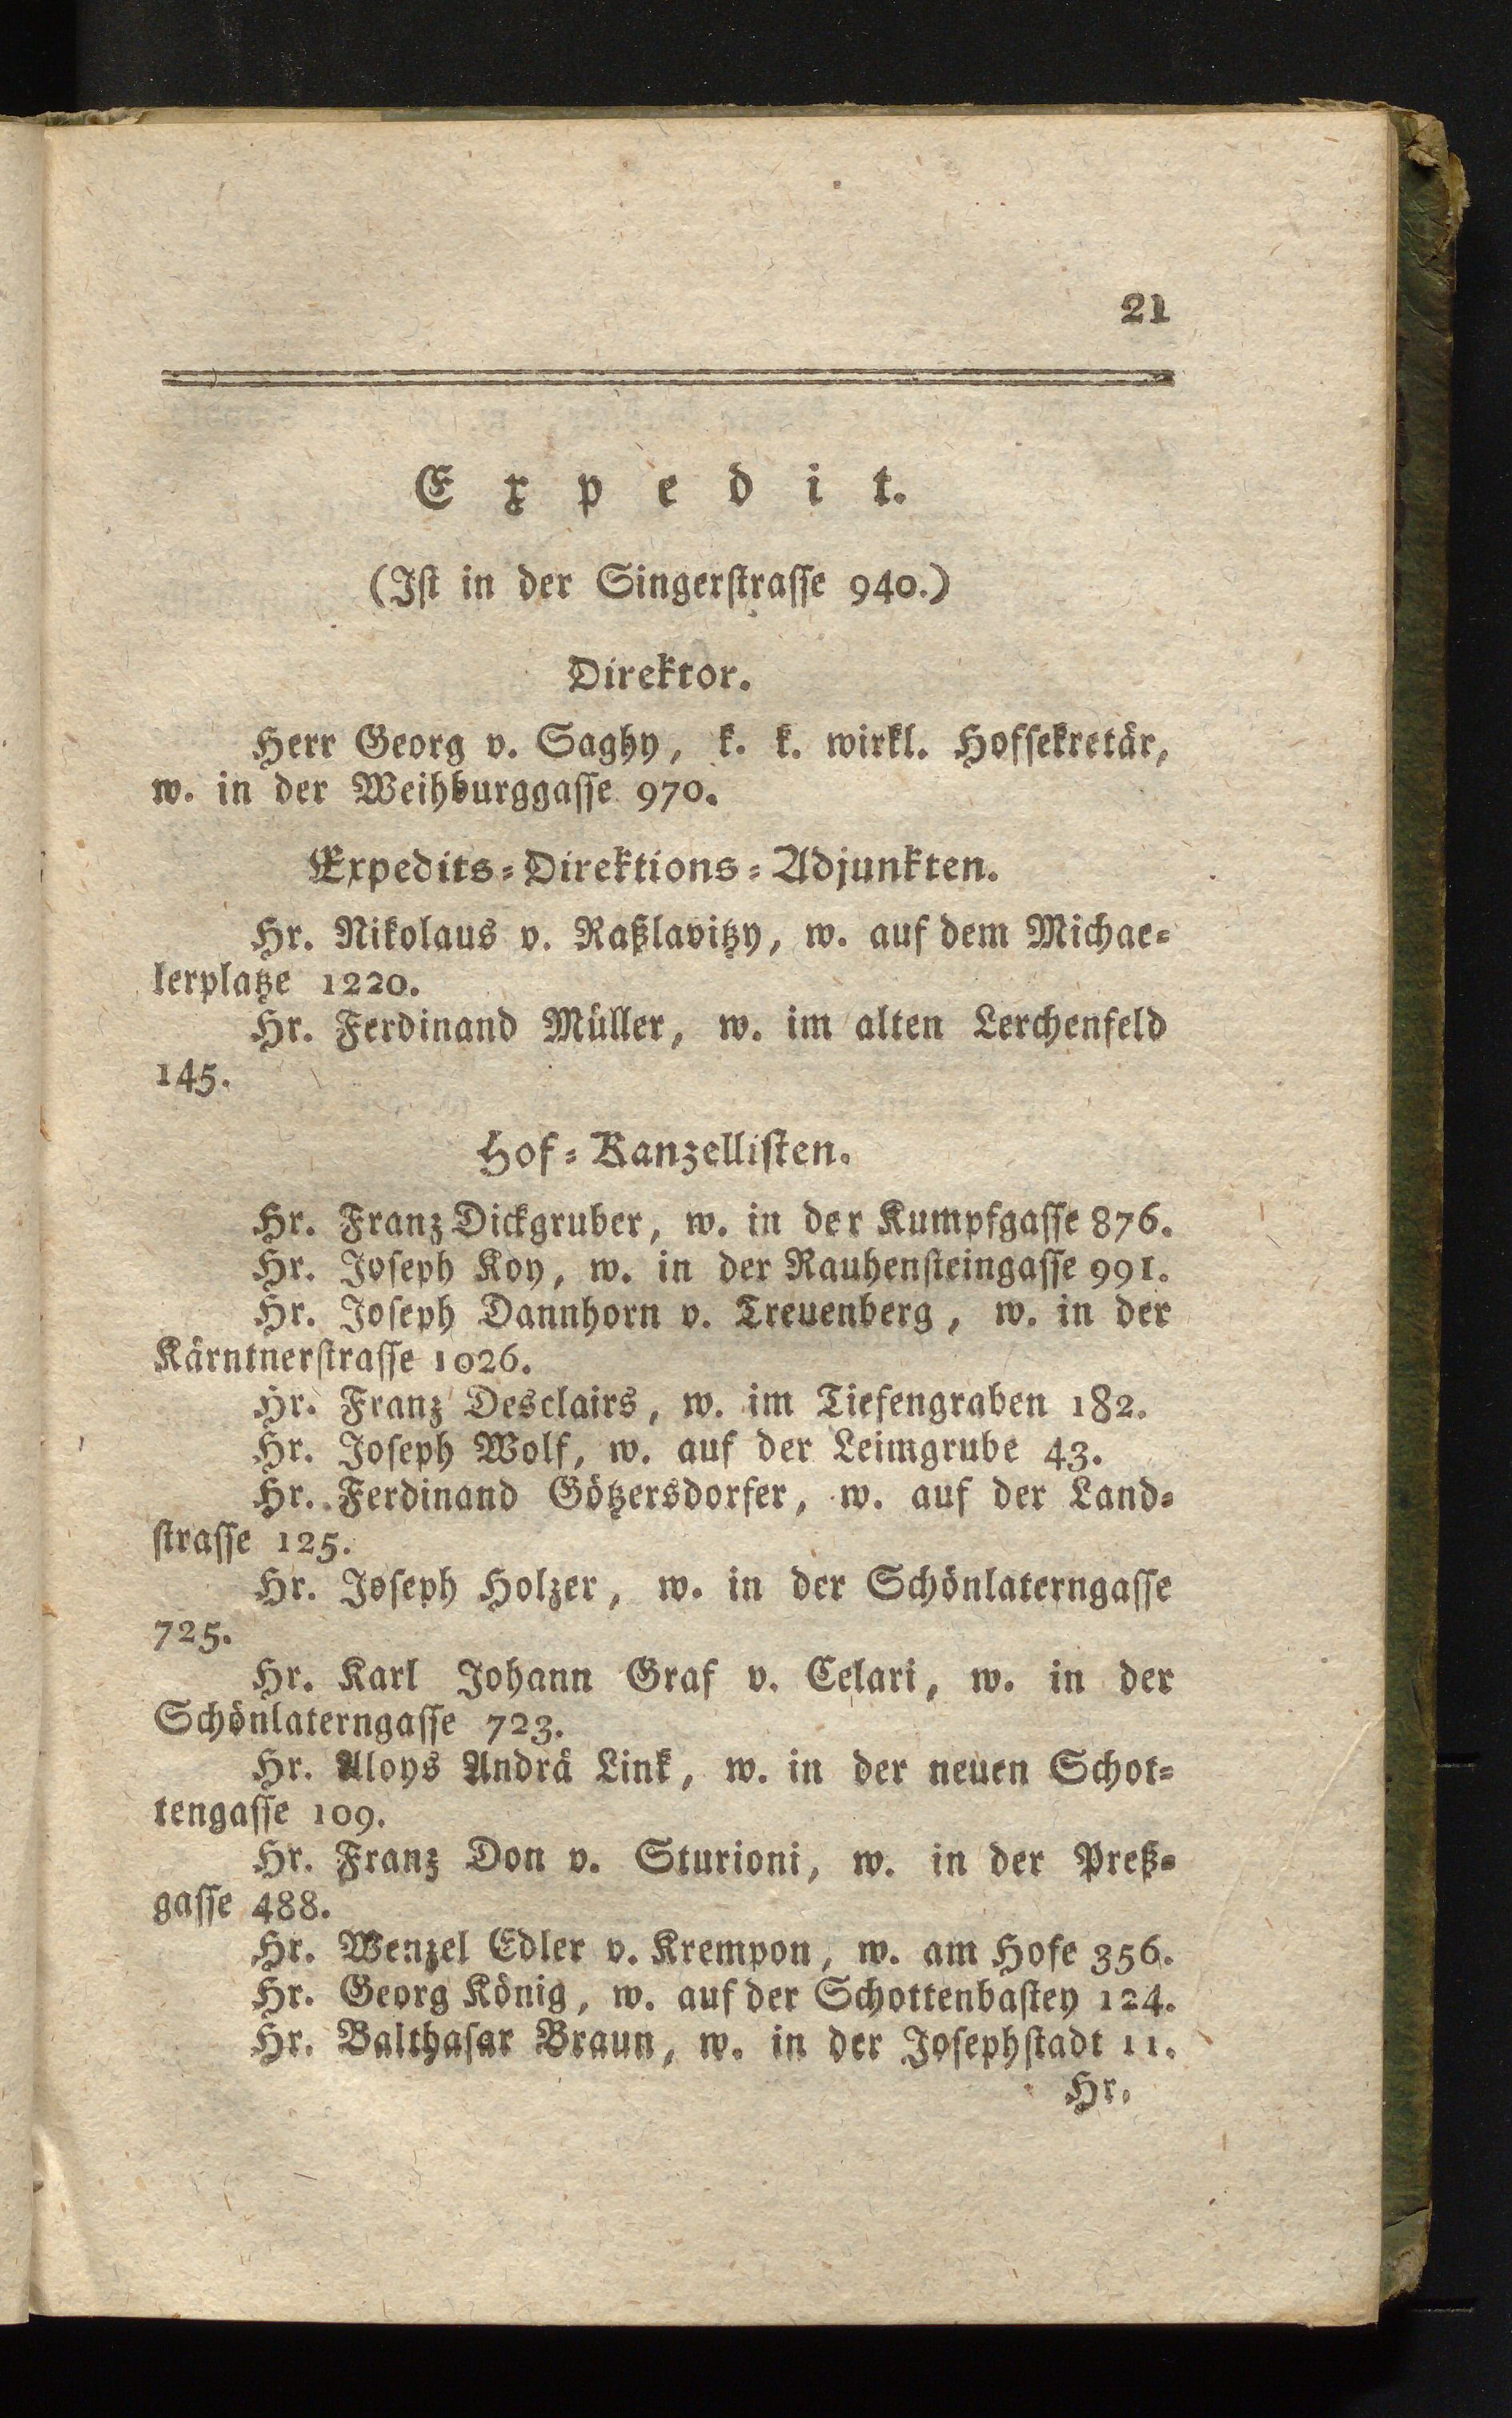 21
Expedit.
(Ist in der Singerstrasse 940.)
Direktor.
Herr Georg v. Saghy, k. k. wirkl. Hofsekretär,
w. in der Weihburggasse 970.
Expedits=Direktions=Adjunkten.
Hr. Nikolaus v. Raßlavitzy, w. auf dem Michae=
lerplatze 1220.
Hr. Ferdinand Müller, w. im alten Lerchenfeld
145.
Hof=Kanzellisten.
Hr. Franz Dickgruber, w. in der Kumpfgasse 876.
Hr. Joseph Koy, w. in der Rauhensteingasse 991.
Hr. Joseph Dannhorn v. Treuenberg, w. in der
Kärntnerstrasse 1026.
Hr. Franz Desclairs, w. im Tiefengraben 182.
Hr. Joseph Wolf, w. auf der Leimgrube 43.
Hr. Ferdinand Götzersdorfer, w. auf der Land=
strasse 125.
Hr. Joseph Holzer, w. in der Schönlaterngasse
725.
Hr. Karl Johann Graf v. Celari, w. in der
Schönlaterngasse 723.
Hr. Aloys Andrä Link, w. in der neuen Schot=
tengasse 109.
Hr. Franz Don v. Sturioni, w. in der Preß=
gasse 488.
Hr. Wenzel Edler v. Krempon, w. am Hofe 356.
Hr. Georg König, w. auf der Schottenbastey 124.
Hr. Balthasar Braun, w. in der Josephstadt 11.
Hr.